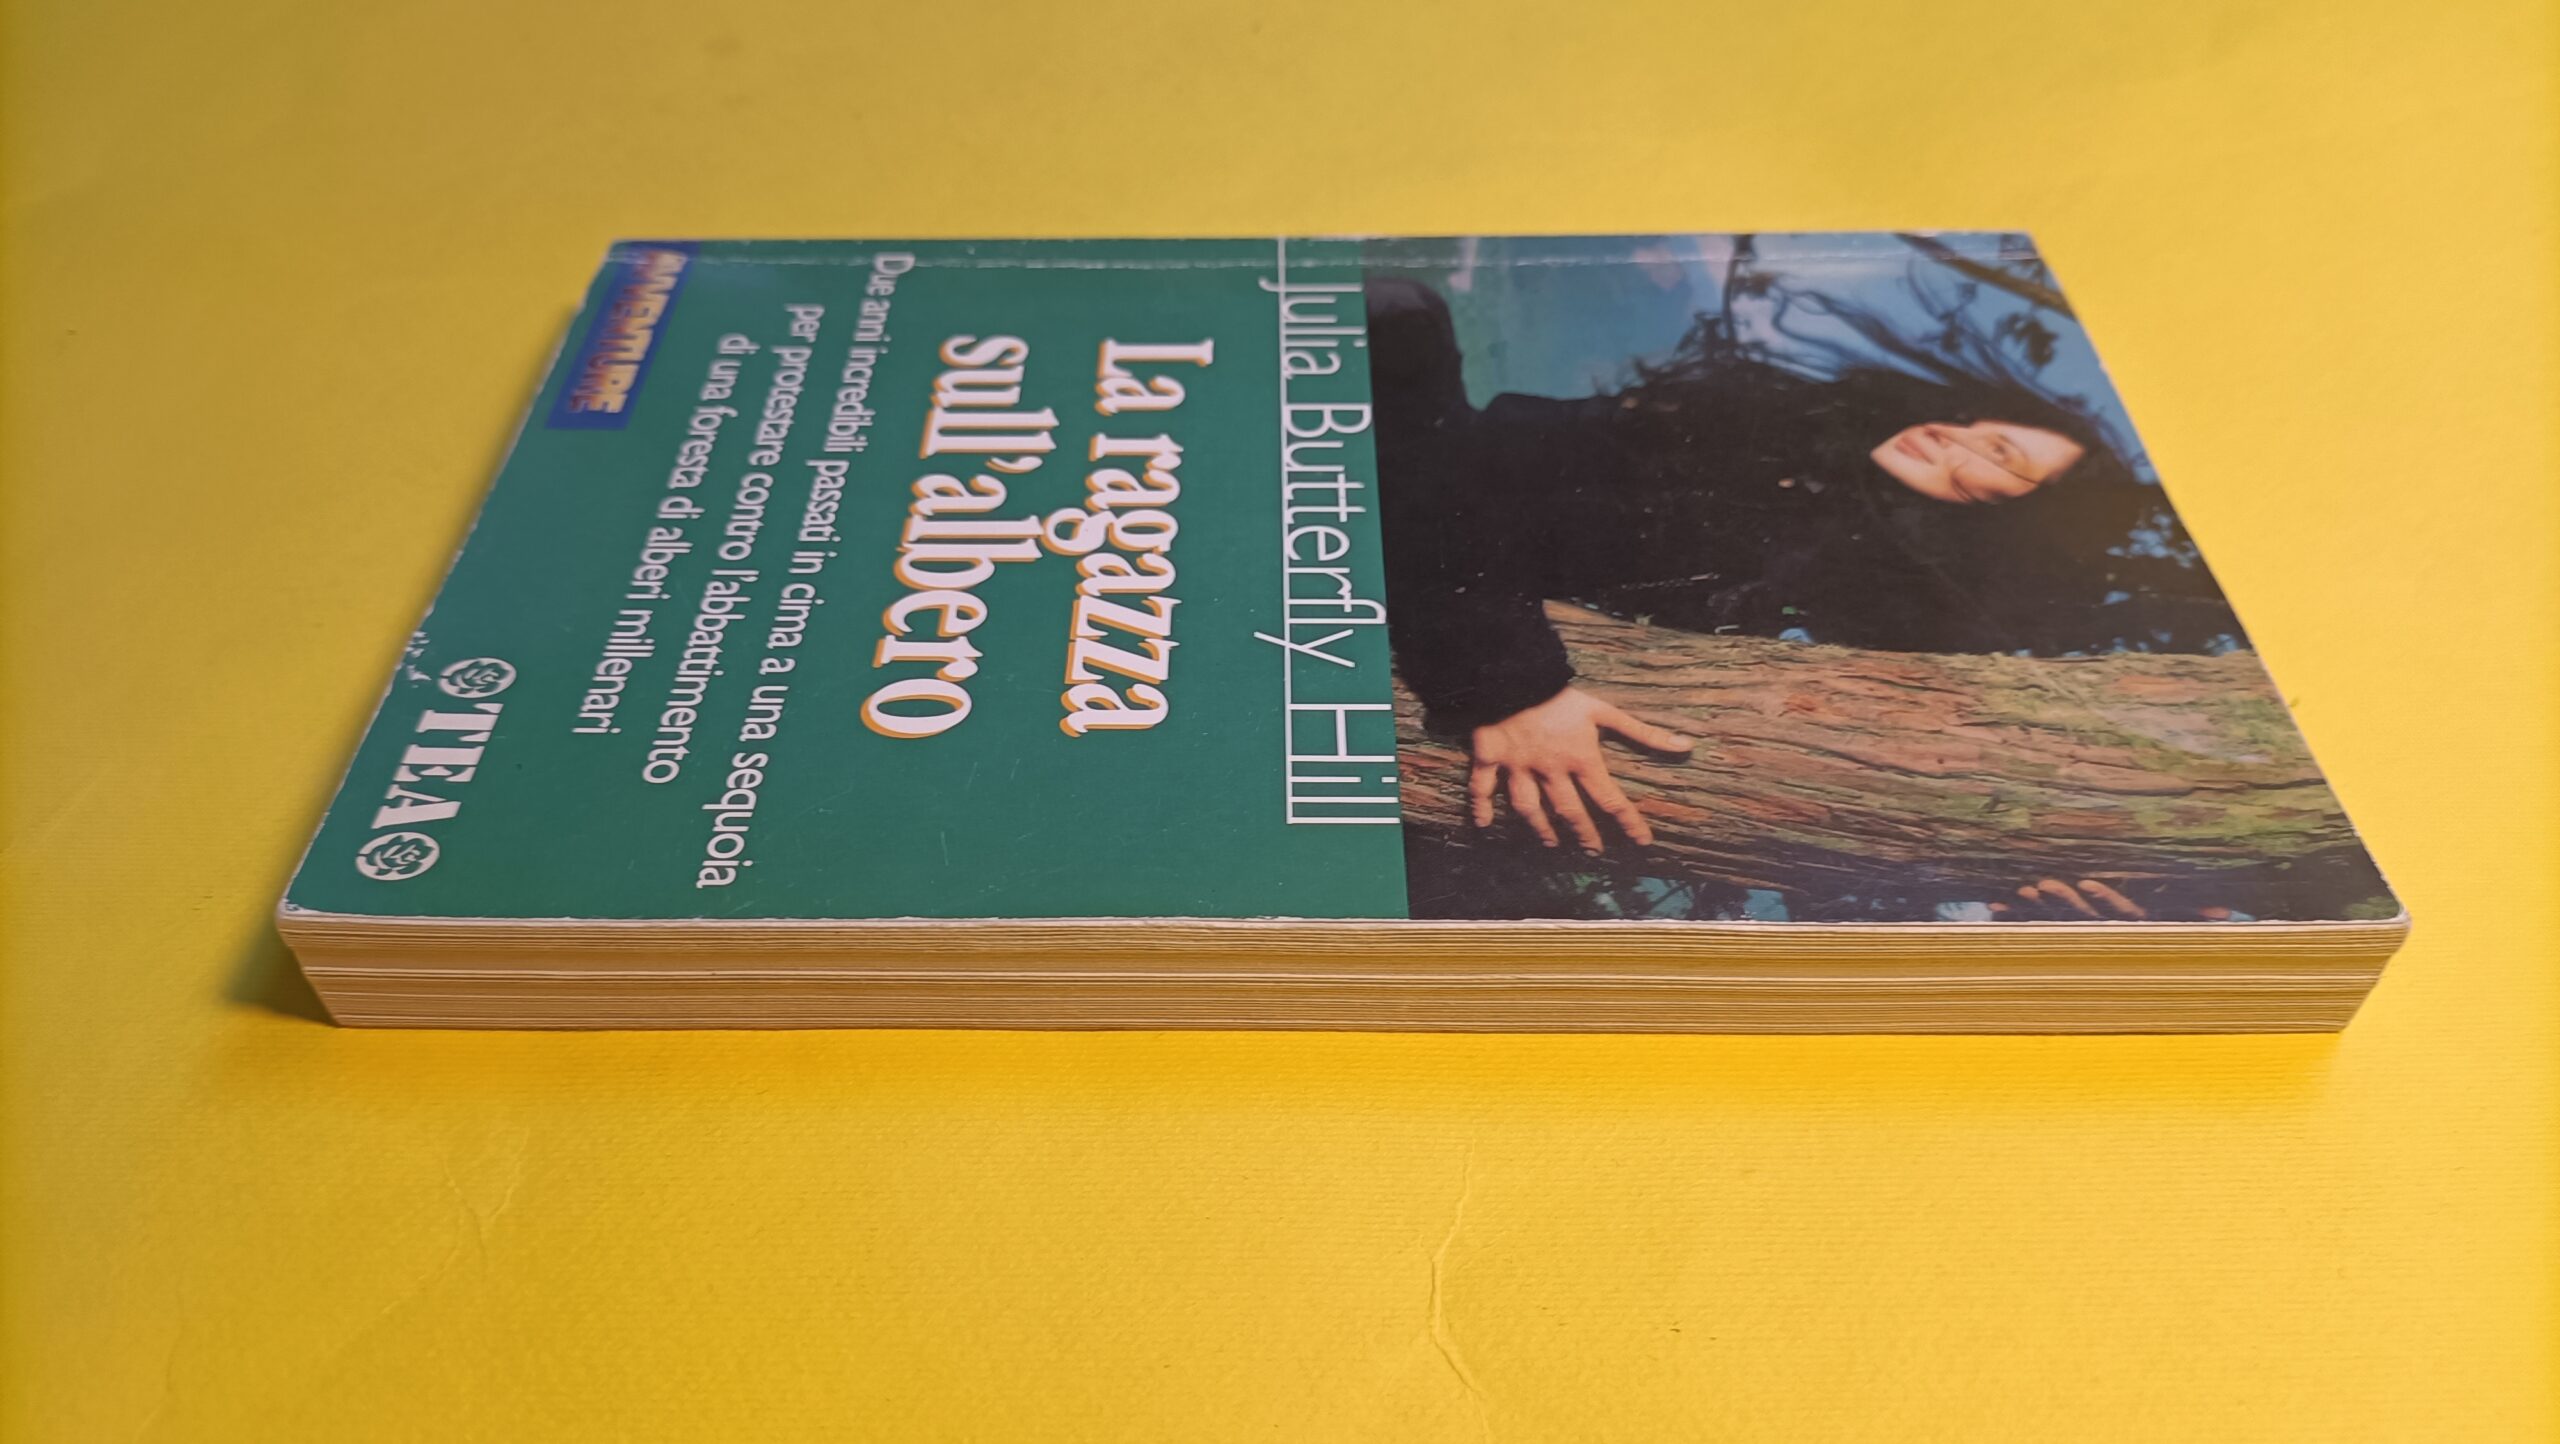 Julia Butterfly Hill
La ragazza
sull'albero
Due anni incredibili passati in cima a una sequoia
per protestare contro l'abbattimento
di una foresta di alberi millenari
AVVENTURE
TEA